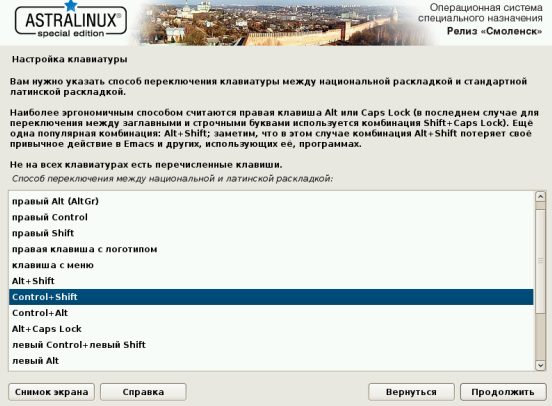 ASTRALINUX®
special edition
Операционная система
специального назначения
Релиз «Смоленск»
Настройка клавиатуры
Вам нужно указать способ переключения клавиатуры между национальной раскладкой и стандартной
латинской раскладкой.
Наиболее эргономичным способом считаются правая клавиша Alt или Caps Lock (в последнем случае для
переключения между заглавными и строчными буквами используется комбинация Shift+Caps Lock). Ещё
одна популярная комбинация: Alt+Shift; заметим, что в этом случае комбинация Alt+Shift потеряет своё
привычное действие в Emacs и других, использующих её, программах.
Не на всех клавиатурах есть перечисленные клавиши.
Способ переключения между национальной и латинской раскладкой:
правый Alt (AltGr)
правый Control
правый Shift
правая клавиша с логотипом
клавиша с меню
Alt+Shift
Control+Shift
Control+Alt
Alt+Caps Lock
левый Control+левый Shift
левый Alt
Снимок экрана
Справка
Вернуться
Продолжить